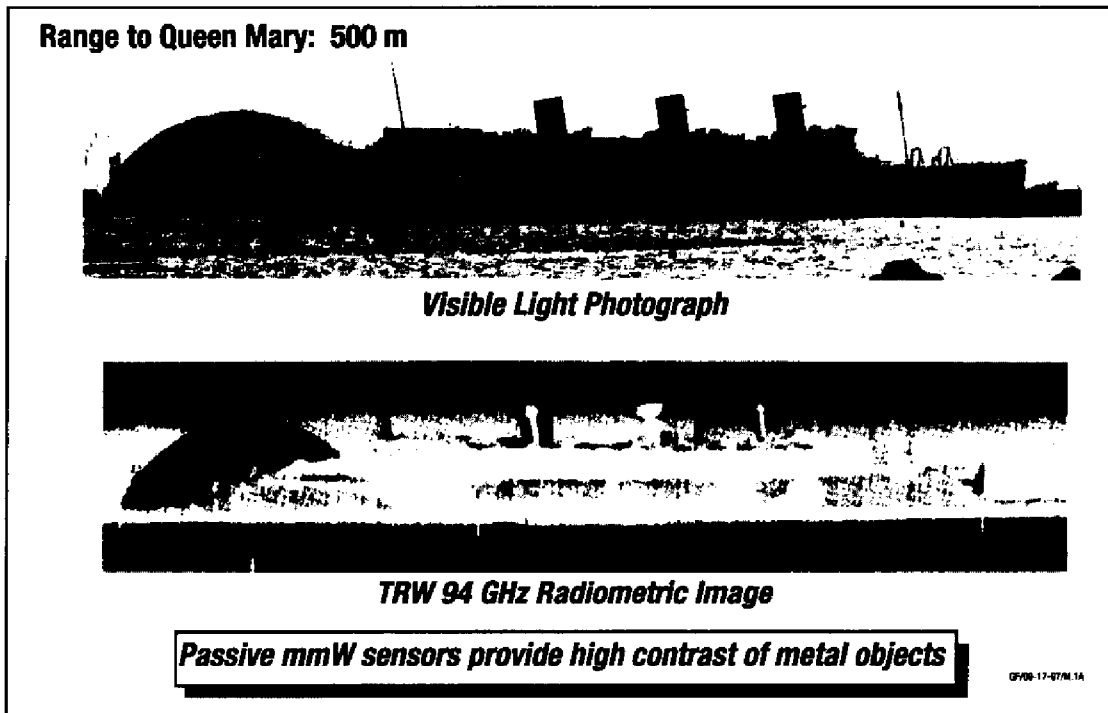 Range to Queen Mary: 500 m
Visible Light Photograph
TRW 94 GHz Radiometric Image
Passive mmW sensors provide high contrast of metal objects